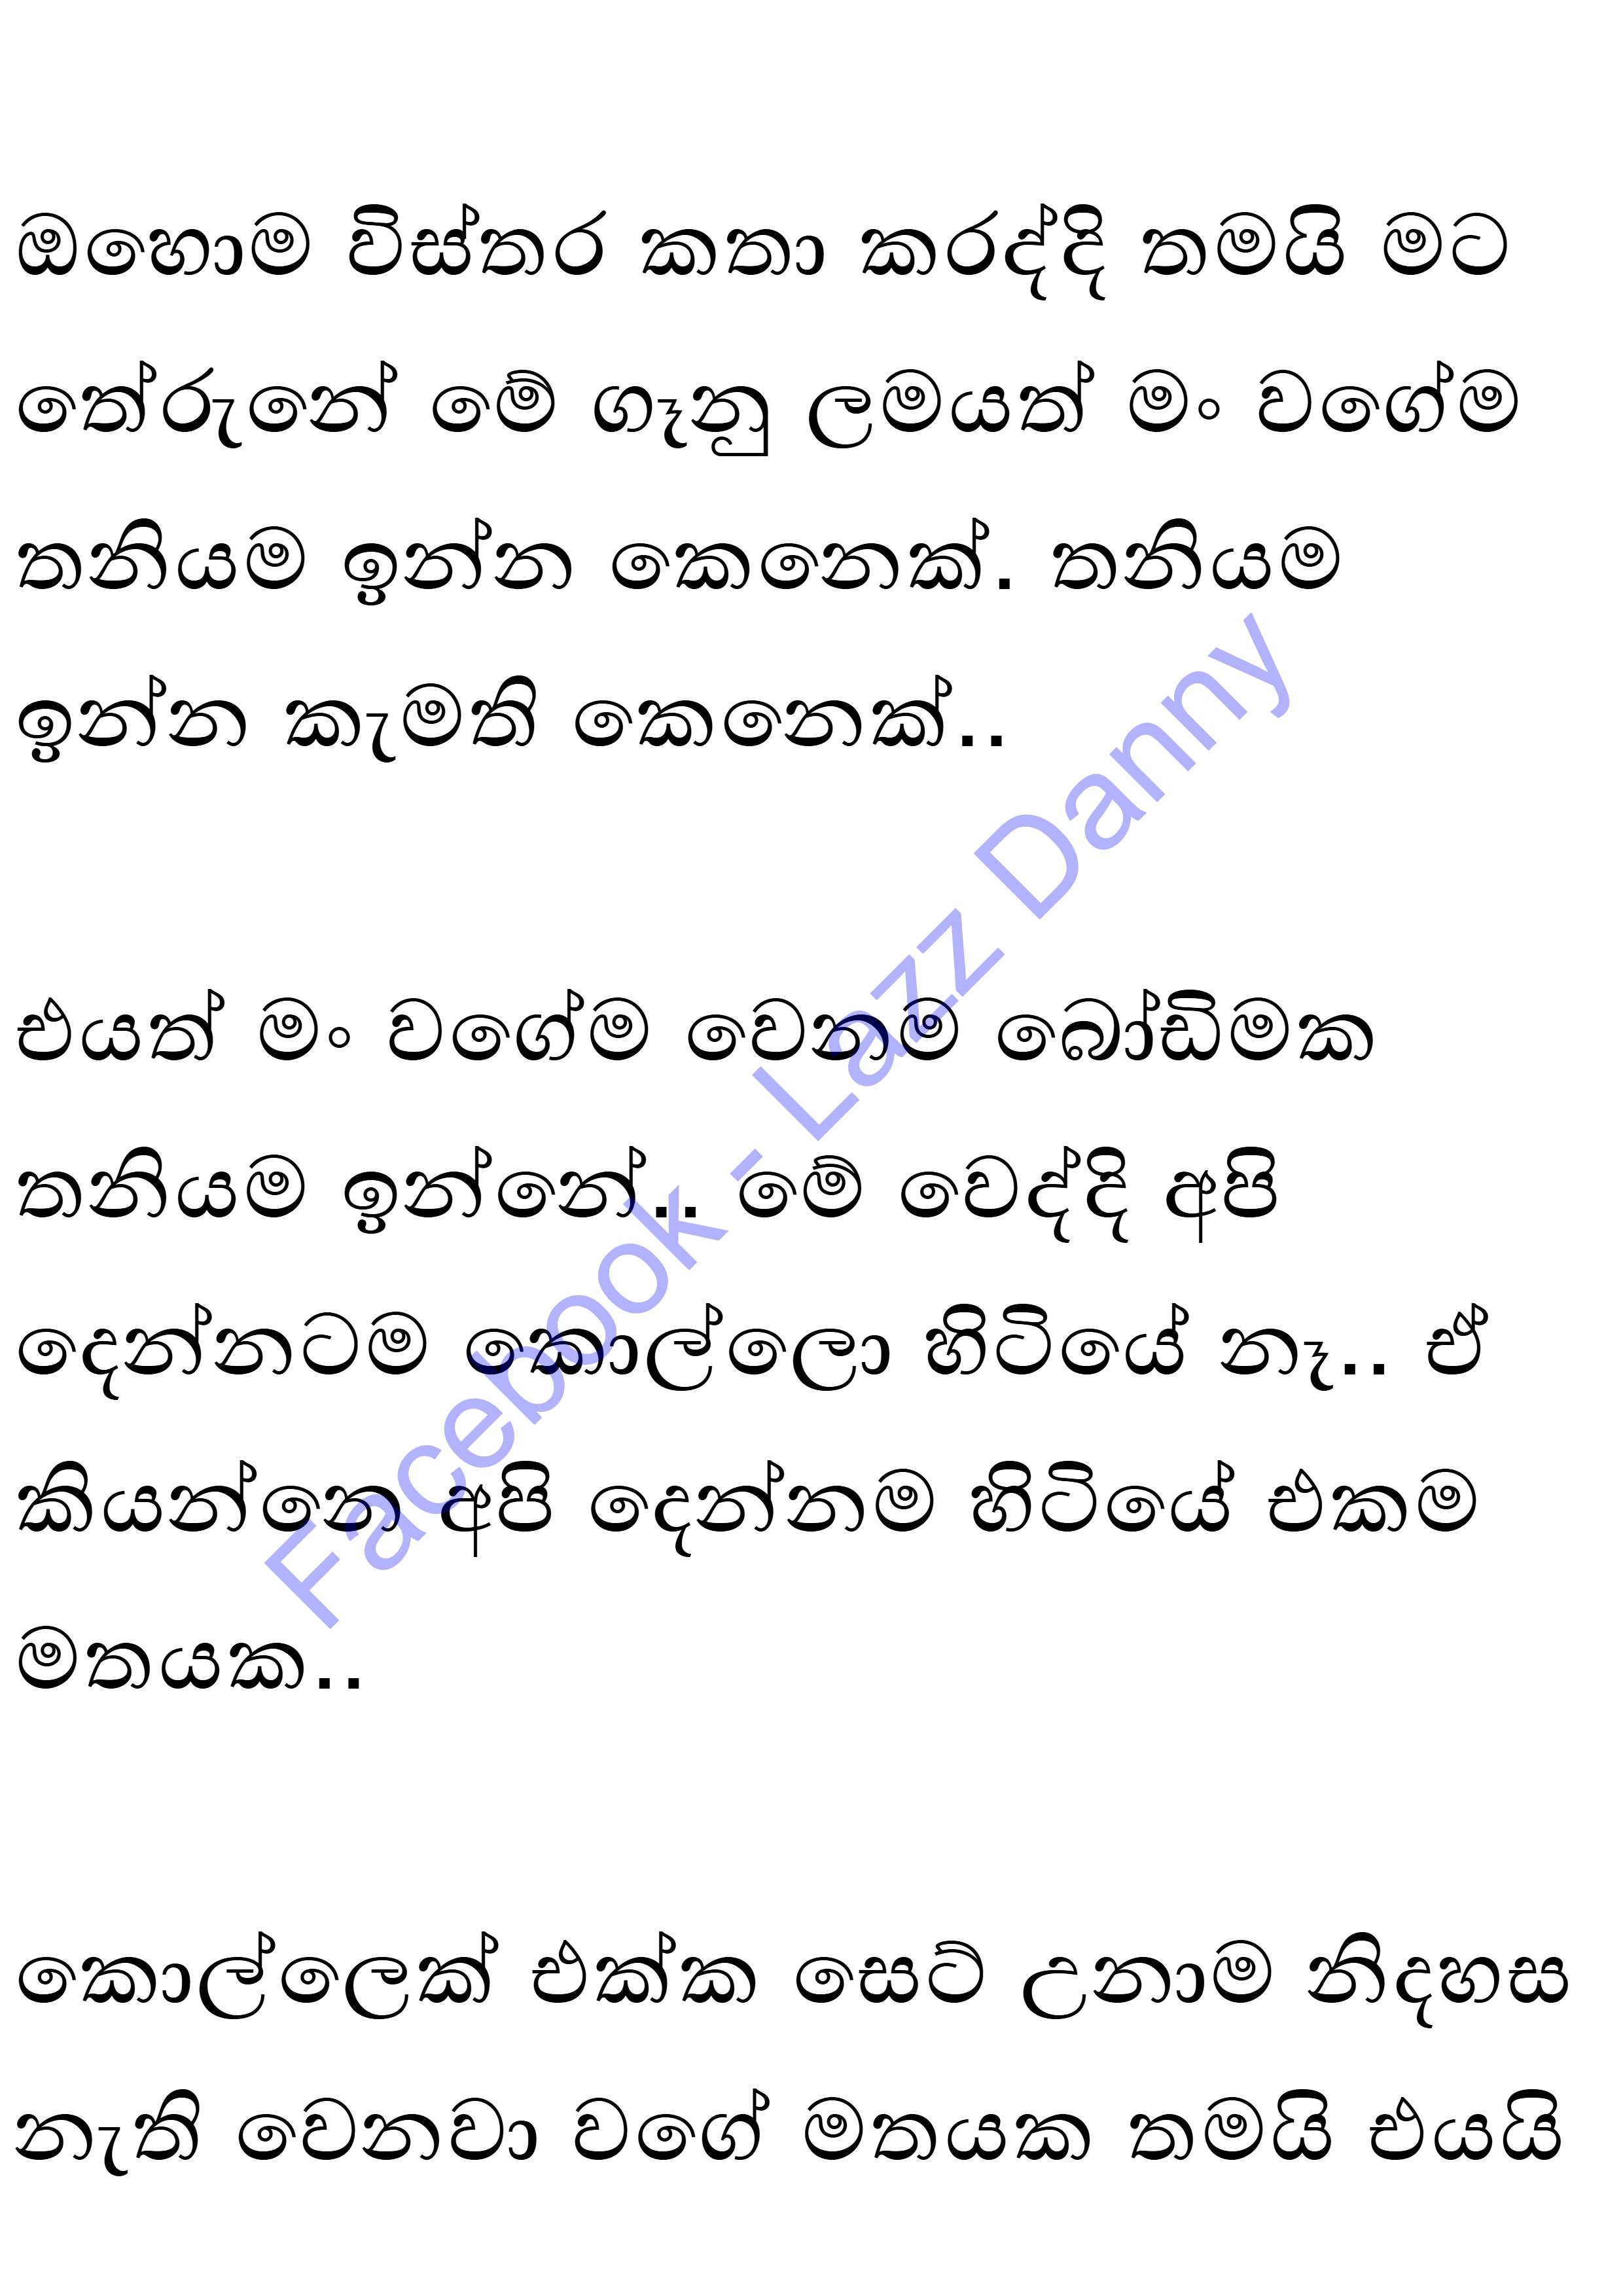 ඔහොම විස්තර කතා කරද්දි තමයි මට
තේරුනේ මේ ගෑනු ලමයත් මං වගේම
තනියම ඉන්න කෙනෙක්. තනියම
ඉන්න කැමති කෙනෙක්..
එයත් මං වගේම වෙනම බෝඩිමක
තනියම ඉන්නේ.. මේ වෙද්දි අපි
දෙන්නටම කොල්ලො හිටියේ නෑ.. ඒ
කියන්නෙ අපි දෙන්නම හිටියේ එකම
මතයක..
කොල්ලෙක් එක්ක සෙට් උනාම නිදහස
නැති වෙනවා වගේ මතයක තමයි එයයි
Facebook - Lazz Danny